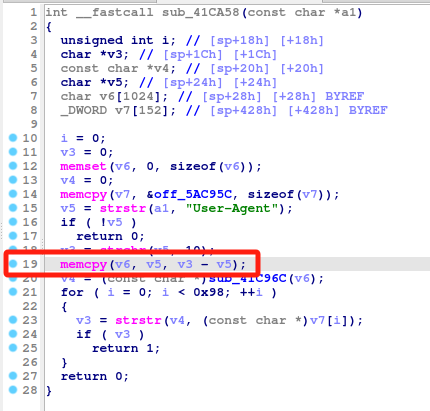 1 int __fastcall sub_41CA58(const char *a1)
2 {
3 unsigned int i; // [sp+18h] [+18h]
4 char *v3; // [sp+1Ch] [+1Ch]
5 const char *v4; // [sp+20h] [+20h]
6 char *v5; // [sp+24h] [+24h]
7 char v6[1024]; // [sp+28h] [+28h] BYREF
8 _DWORD v7[152]; // [sp+428h] [+428h] BYREF
9
10 i = 0;
11 v3 = 0;
12 memset(v6, 0, sizeof(v6));
13 v4 = 0;
14 memcpy(v7, &off_5AC95C, sizeof(v7));
15 v5 = strstr(a1, "User-Agent");
16 if ( !v5 )
17 return 0;
18 v3 = strchr(v5, 10);
19 memcpy(v6, v5, v3 - v5);
20 v4 = (const char *)sub_41C96C(v6);
21 for ( i = 0; i < 0x98; ++i )
22 {
23 v3 = strstr(v4, (const char *)v7[i]);
24 if ( v3 )
25 return 1;
26 }
27 return 0;
28 }